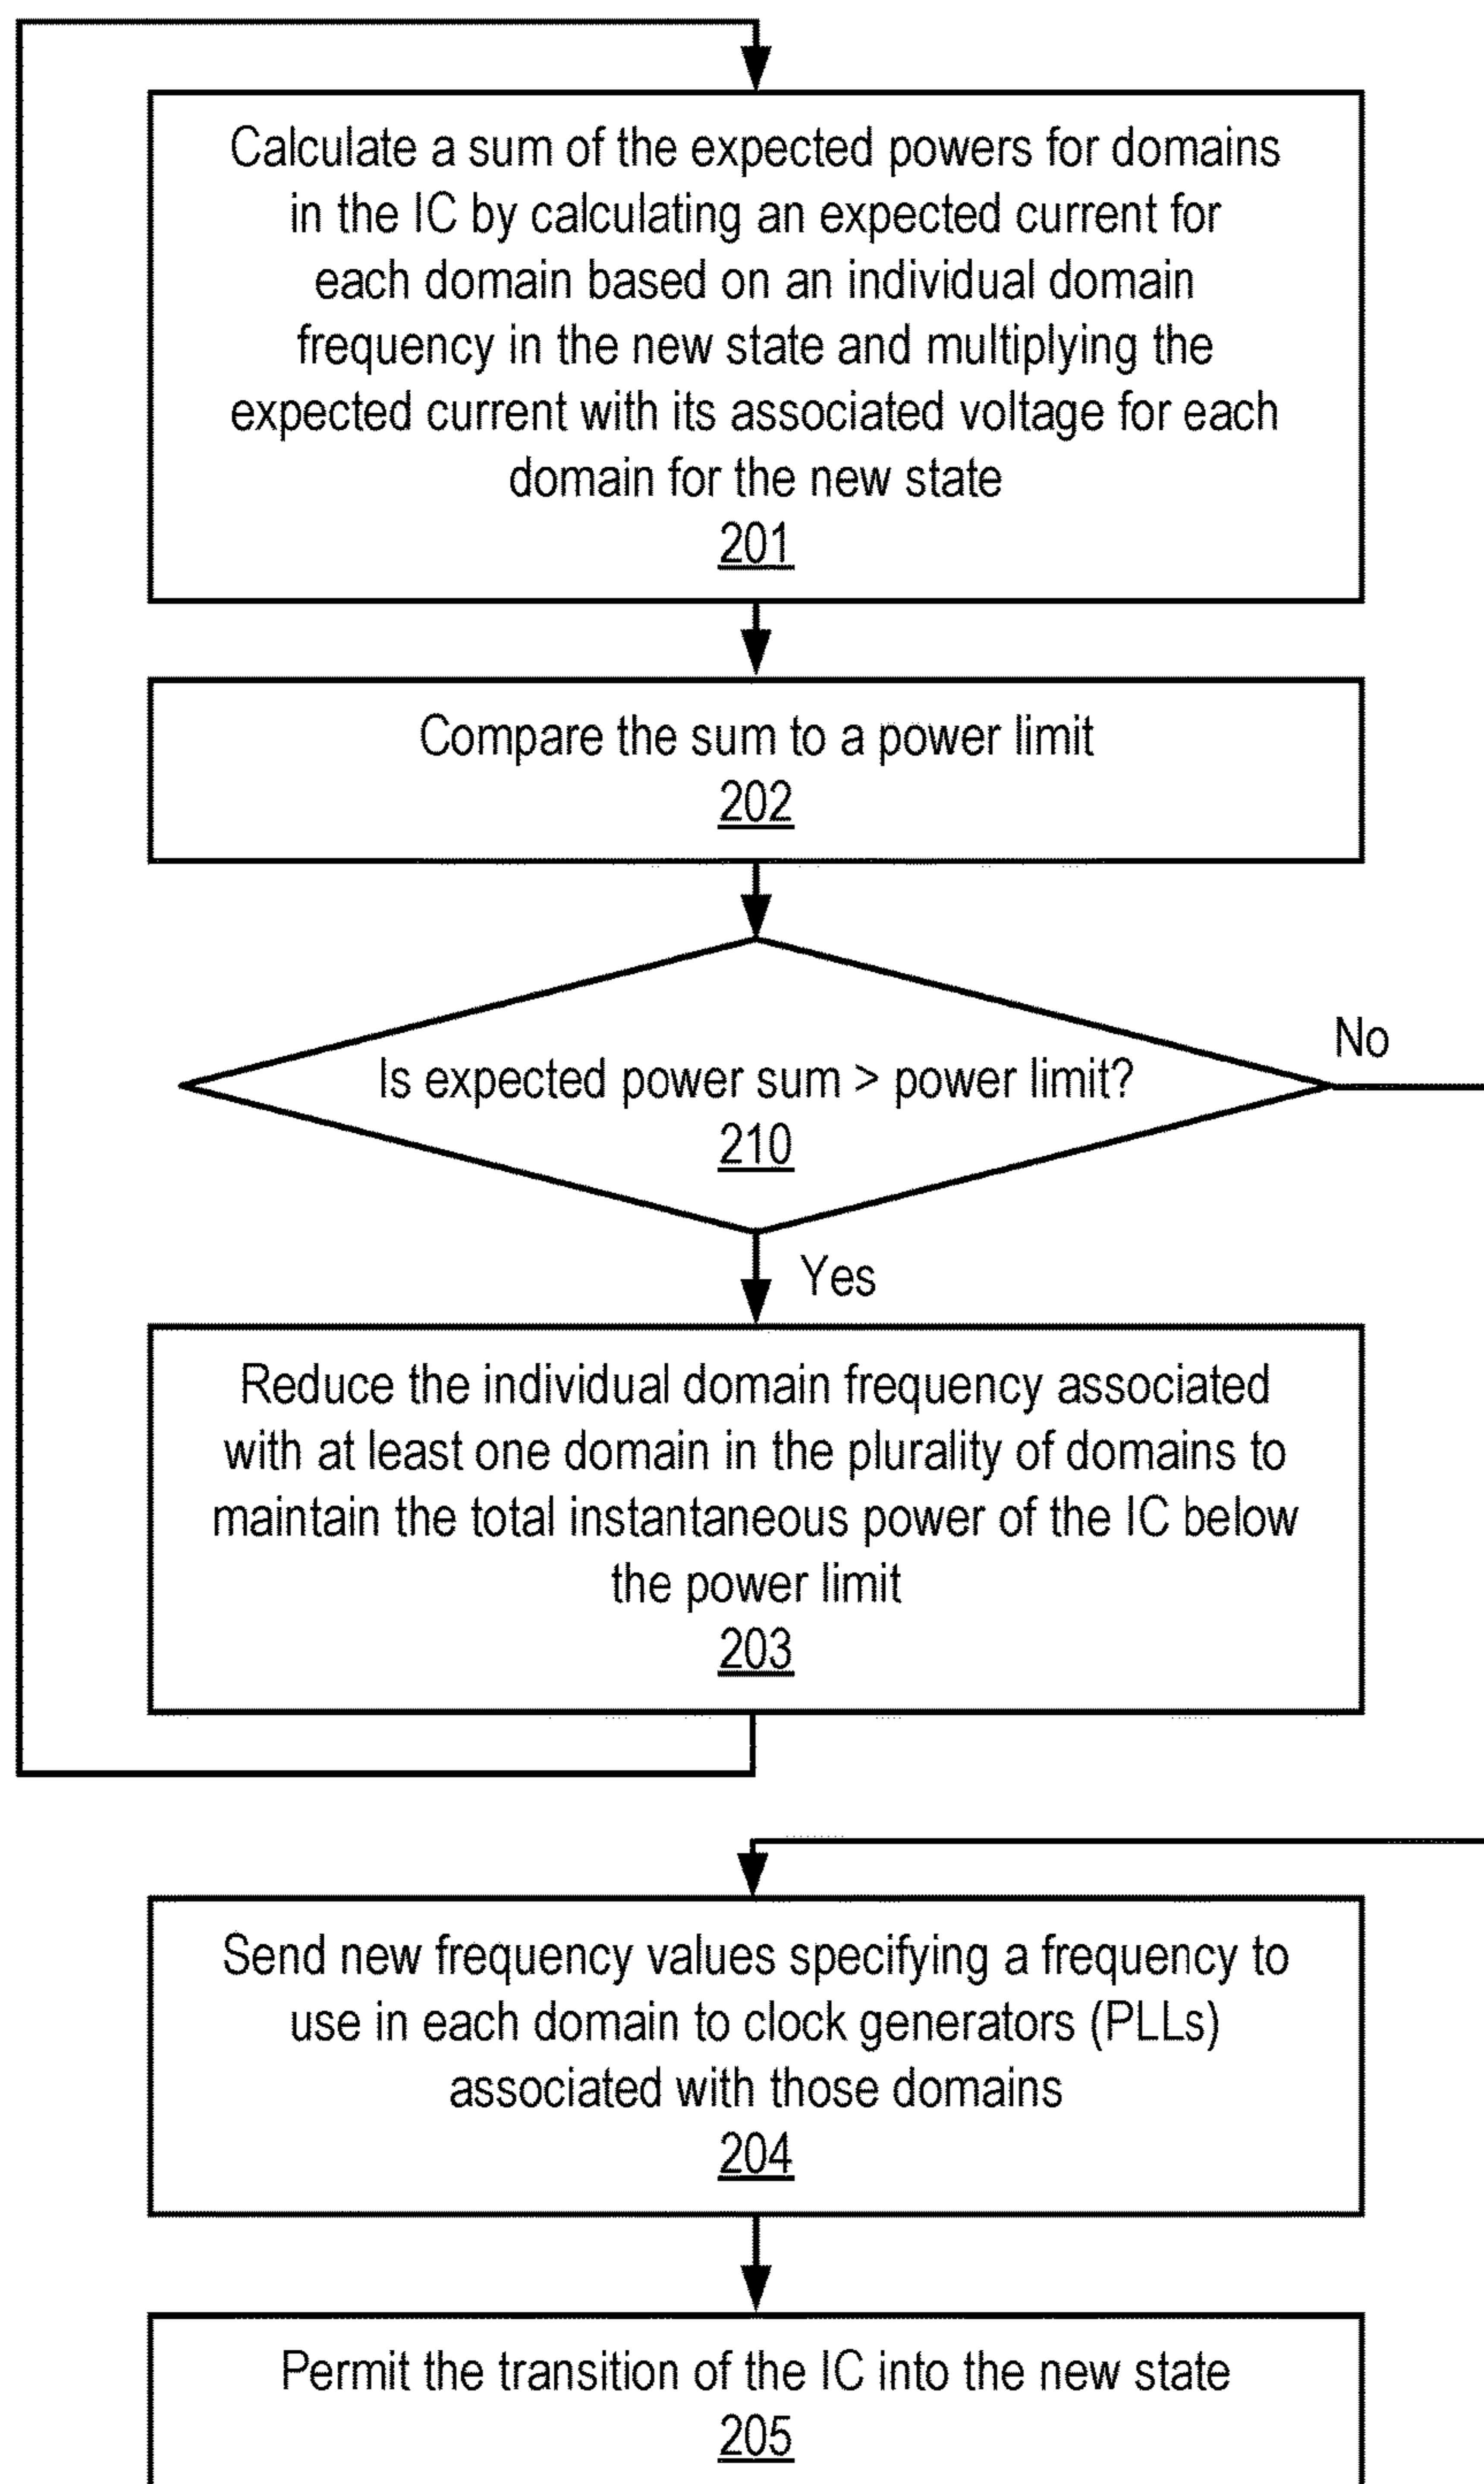 Calculate a sum of the expected powers for domains
in the IC by calculating an expected current for
each domain based on an individual domain
frequency in the new state and multiplying the
expected current with its associated voltage for each
domain for the new state
201
Compare the sum to a power limit
202
Is expected power sum > power limit?
210
No
Yes
Reduce the individual domain frequency associated
with at least one domain in the plurality of domains to
maintain the total instantaneous power of the IC below
the power limit
203
Send new frequency values specifying a frequency to
use in each domain to clock generators (PLLs)
associated with those domains
204
Permit the transition of the IC into the new state
205